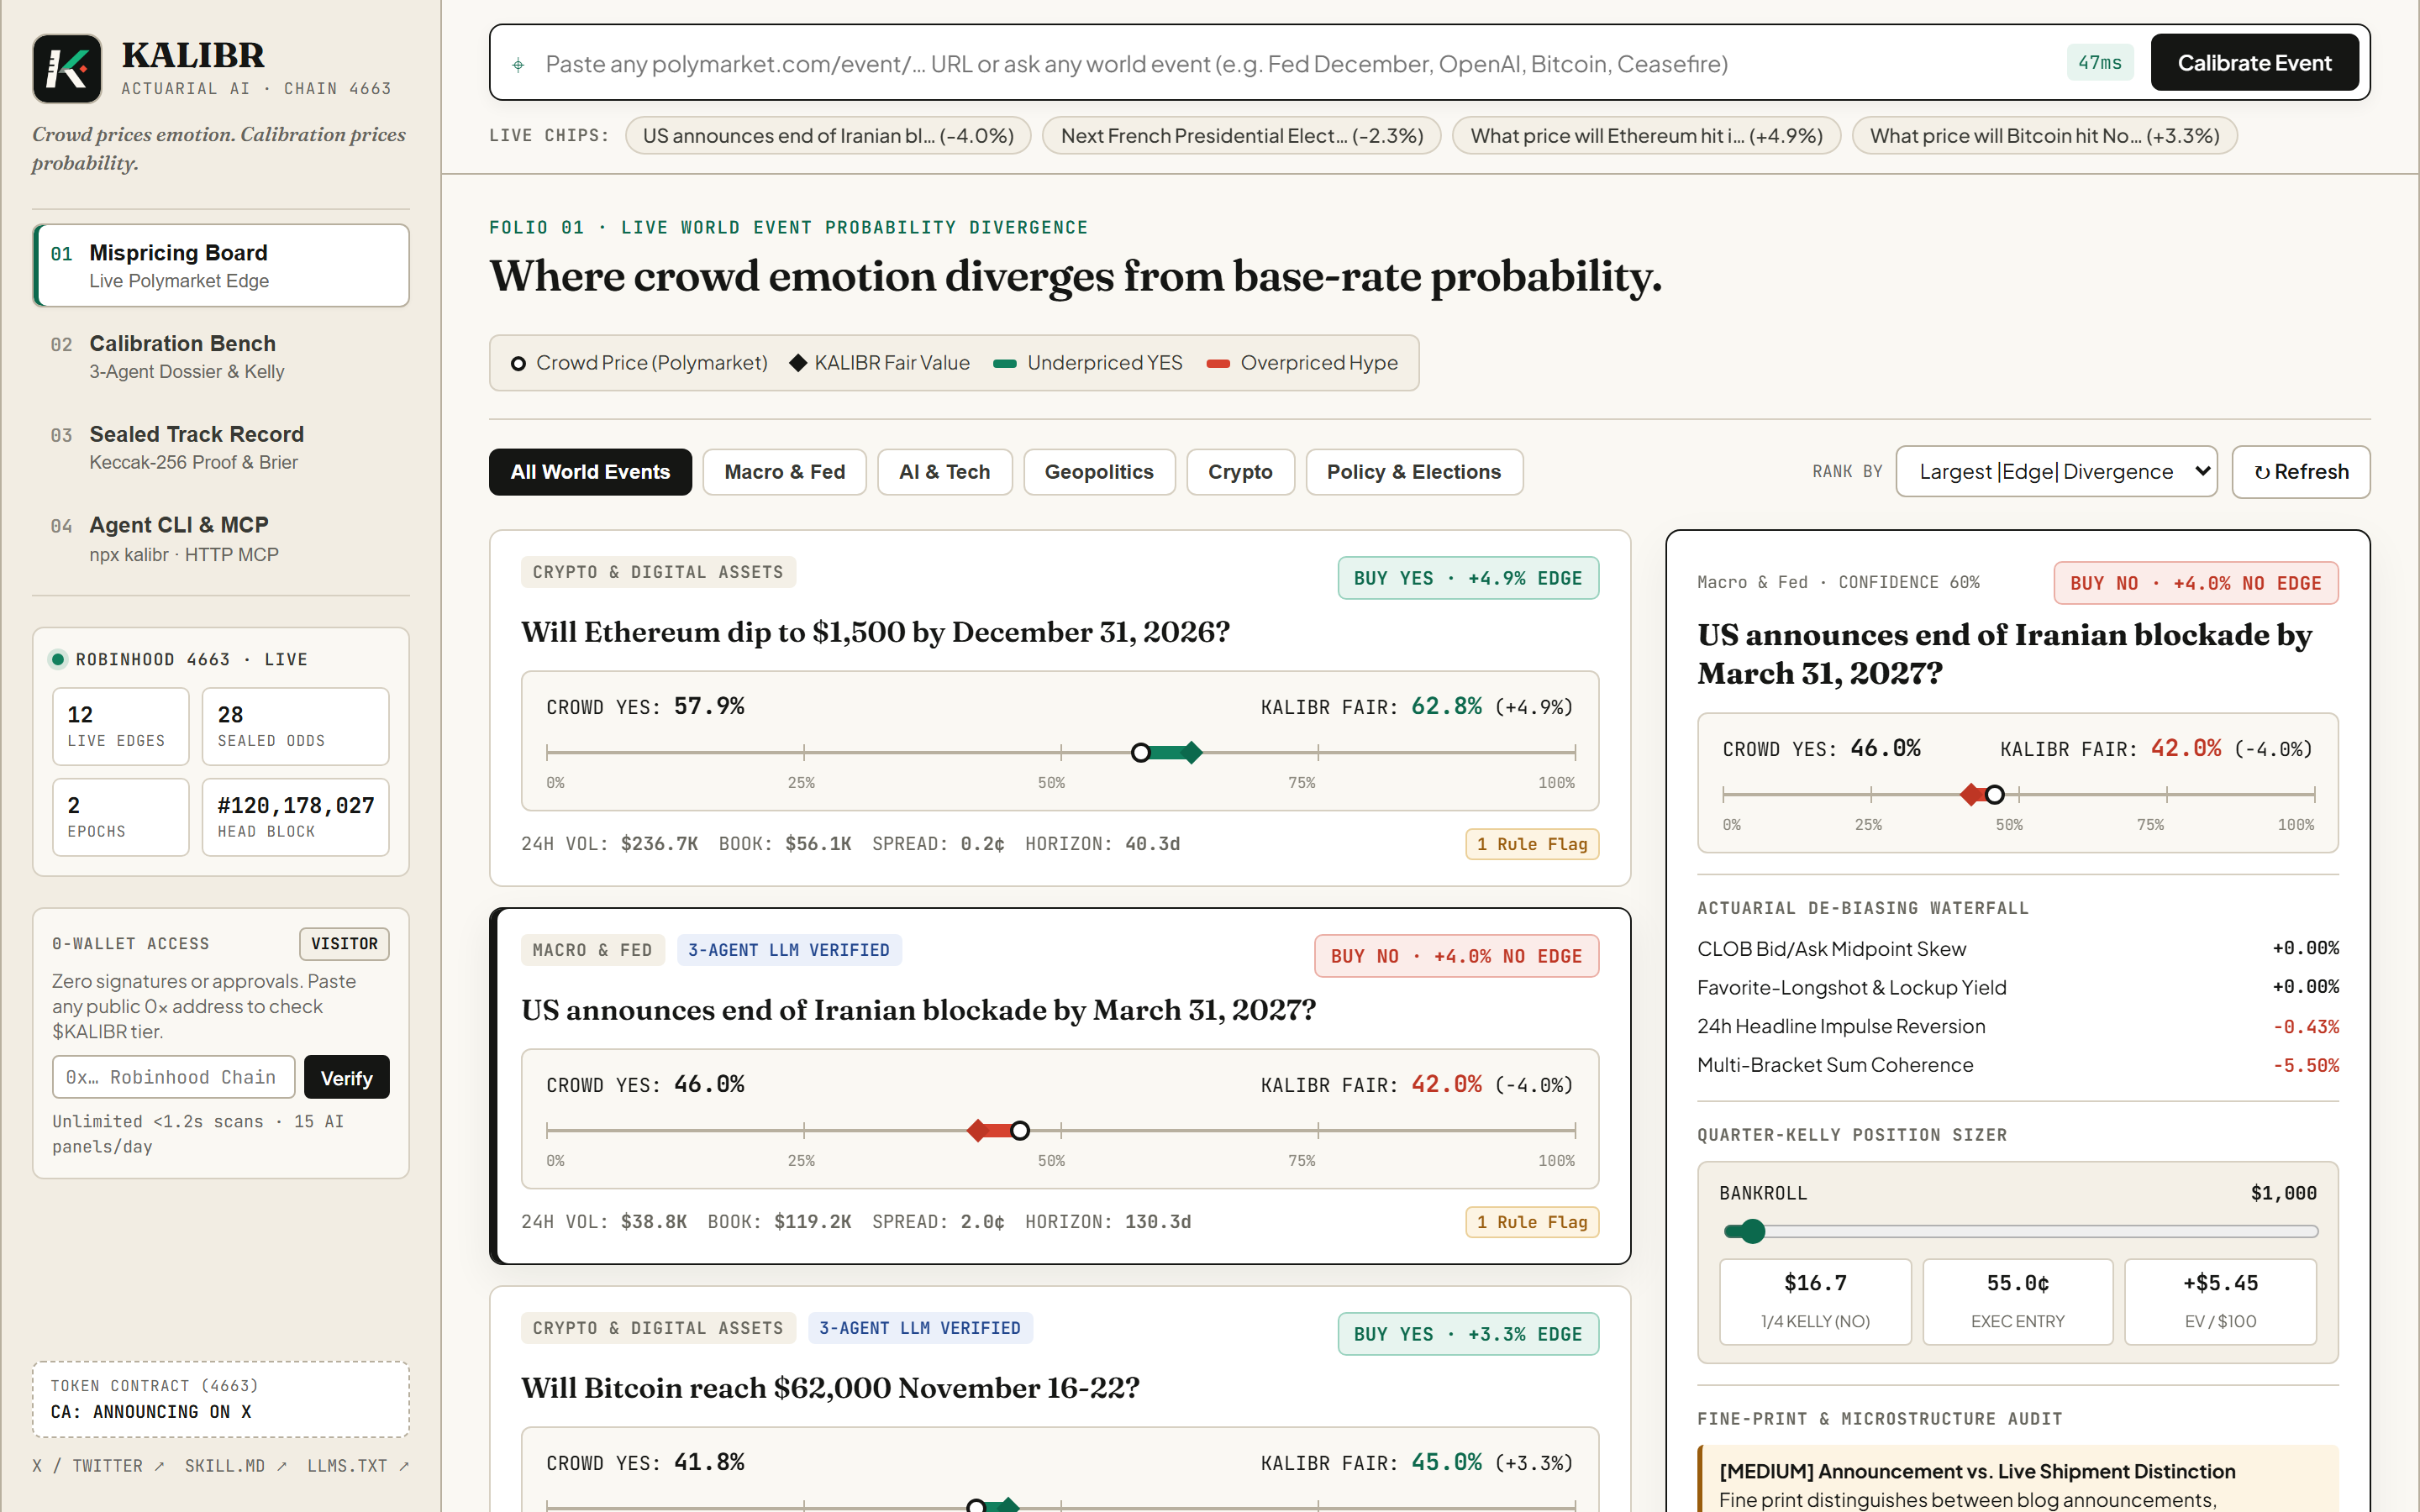 KALIBR
ACTUARIAL AI · CHAIN 4663
Crowd prices emotion. Calibration prices
probability.
01 Mispricing Board
Live Polymarket Edge
02 Calibration Bench
3-Agent Dossier & Kelly
03 Sealed Track Record
Keccak-256 Proof & Brier
04 Agent CLI & MCP
npx kalibr · HTTP MCP
ROBINHOOD 4663 · LIVE
12
LIVE EDGES
28
SEALED ODDS
2
EPOCHS
#120,178,027
HEAD BLOCK
0-WALLET ACCESS
VISITOR
Zero signatures or approvals. Paste
any public 0x address to check
$KALIBR tier.
0x… Robinhood Chain
Verify
Unlimited <1.2s scans · 15 AI
panels/day
TOKEN CONTRACT (4663)
CA: ANNOUNCING ON X
X / TWITTER ↗ SKILL.MD ↗ LLMS.TXT ↗
⌖ Paste any polymarket.com/event/... URL or ask any world event (e.g. Fed December, OpenAI, Bitcoin, Ceasefire)
47ms
Calibrate Event
LIVE CHIPS:
US announces end of Iranian bl… (-4.0%)
Next French Presidential Elect… (-2.3%)
What price will Ethereum hit i… (+4.9%)
What price will Bitcoin hit No… (+3.3%)
FOLIO 01 · LIVE WORLD EVENT PROBABILITY DIVERGENCE
Where crowd emotion diverges from base-rate probability.
Crowd Price (Polymarket)
KALIBR Fair Value
Underpriced YES
Overpriced Hype
All World Events
Macro & Fed
AI & Tech
Geopolitics
Crypto
Policy & Elections
RANK BY
Largest |Edge| Divergence
↻ Refresh
CRYPTO & DIGITAL ASSETS
BUY YES · +4.9% EDGE
Will Ethereum dip to $1,500 by December 31, 2026?
CROWD YES: 57.9%
KALIBR FAIR: 62.8% (+4.9%)
0% 25% 50% 75% 100%
24H VOL: $236.7K BOOK: $56.1K SPREAD: 0.2¢ HORIZON: 40.3d
1 Rule Flag
MACRO & FED
3-AGENT LLM VERIFIED
BUY NO · +4.0% NO EDGE
US announces end of Iranian blockade by March 31, 2027?
CROWD YES: 46.0%
KALIBR FAIR: 42.0% (-4.0%)
0% 25% 50% 75% 100%
24H VOL: $38.8K BOOK: $119.2K SPREAD: 2.0¢ HORIZON: 130.3d
1 Rule Flag
CRYPTO & DIGITAL ASSETS
3-AGENT LLM VERIFIED
BUY YES · +3.3% EDGE
Will Bitcoin reach $62,000 November 16-22?
CROWD YES: 41.8%
KALIBR FAIR: 45.0% (+3.3%)
Macro & Fed · CONFIDENCE 60%
BUY NO · +4.0% NO EDGE
US announces end of Iranian blockade by
March 31, 2027?
CROWD YES: 46.0%
KALIBR FAIR: 42.0% (-4.0%)
0% 25% 50% 75% 100%
ACTUARIAL DE-BIASING WATERFALL
CLOB Bid/Ask Midpoint Skew +0.00%
Favorite-Longshot & Lockup Yield +0.00%
24h Headline Impulse Reversion -0.43%
Multi-Bracket Sum Coherence -5.50%
QUARTER-KELLY POSITION SIZER
BANKROLL $1,000
$16.7
1/4 KELLY (NO)
55.0¢
EXEC ENTRY
+$5.45
EV / $100
FINE-PRINT & MICROSTRUCTURE AUDIT
[MEDIUM] Announcement vs. Live Shipment Distinction
Fine print distinguishes between blog announcements,